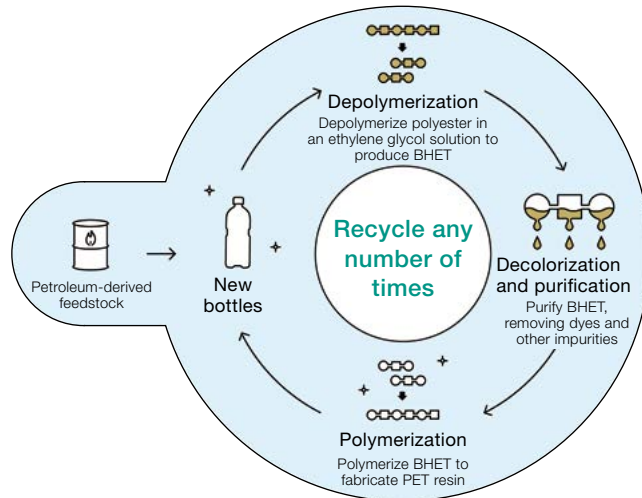 Depolymerization
Depolymerize polyester in
an ethylene glycol solution to
produce BHET
Recycle any
number of
times
Petroleum-derived
feedstock
New
bottles
Decolorization
and purification
Purify BHET,
removing dyes and
other impurities
Polymerization
Polymerize BHET to
fabricate PET resin